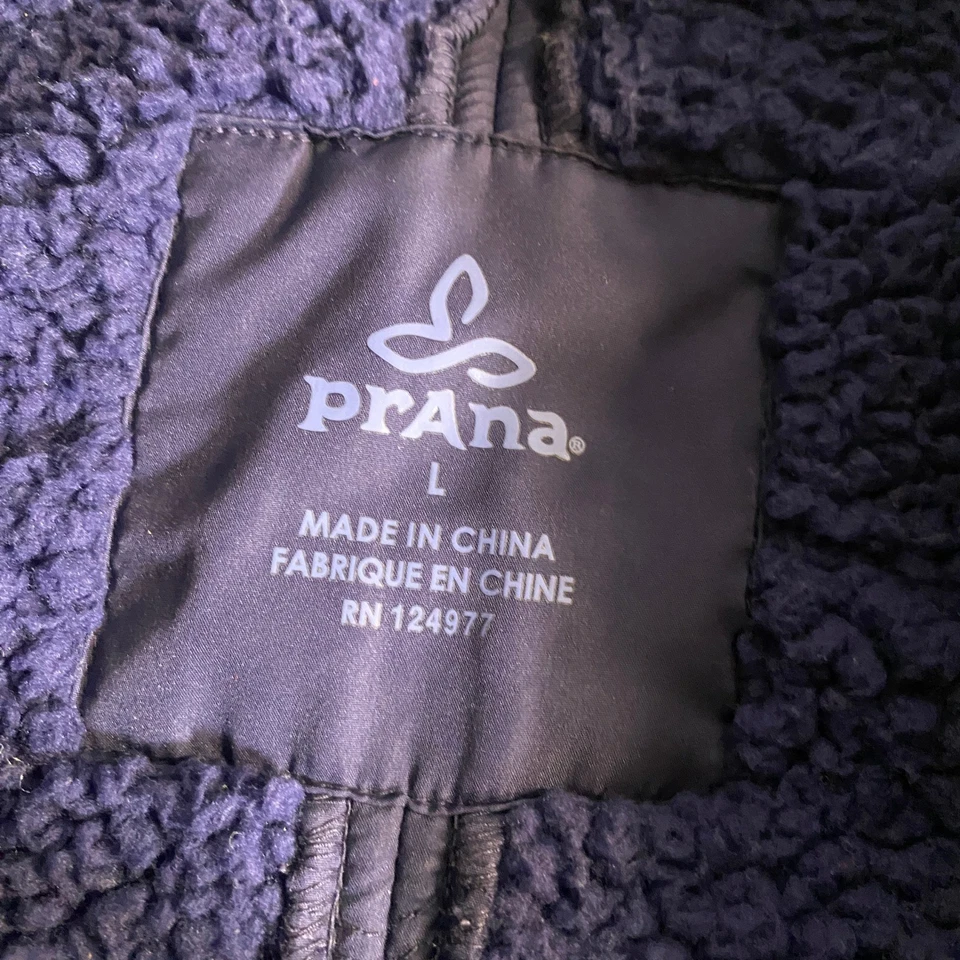 prAna®
L
MADE IN CHINA
FABRIQUE EN CHINE
RN 124977